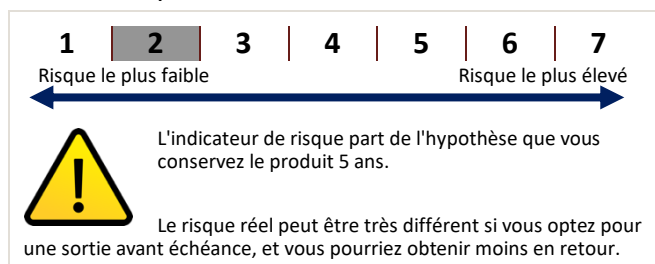 1 2 3 4 5 6 7
Risque le plus faible Risque le plus élevé
L'indicateur de risque part de l'hypothèse que vous
conservez le produit 5 ans.
Le risque réel peut être très différent si vous optez pour
une sortie avant échéance, et vous pourriez obtenir moins en retour.